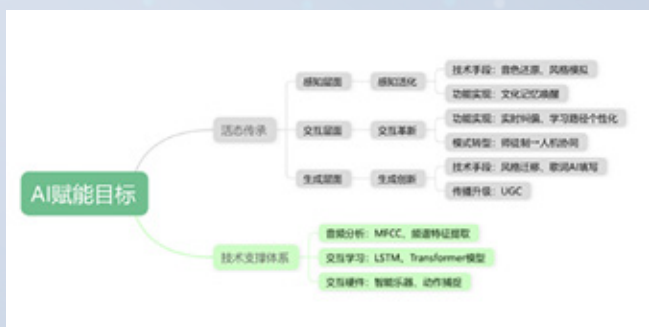 AI赋能目标
活态传承
感知层面
感知活化
技术手段：音色还原、风格模拟
功能实现：文化记忆唤醒
交互层面
交互革新
功能实现：实时纠偏、学习路径个性化
模式转型：师徒制—人机协同
生成层面
生成创新
技术手段：风格迁移、歌词AI填写
传播升级：UGC
技术支撑体系
音频分析：MFCC、频谱特征提取
交互学习：LSTM、Transformer模型
交互硬件：智能乐器、动作捕捉